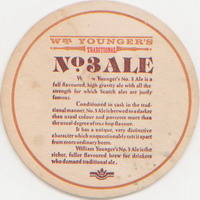 WM YOUNGER'S
TRADITIONAL
No3 ALE
William Younger's No. 3 Ale is a
full flavoured, high gravity ale with all the
strength for which Scotch ales are justly
famous.
Conditioned in cask in the trad-
itional manner, No. 3 Ale is brewed to a darker
than usual colour and possesses more than
the usual degree of true hop flavour.
It has a unique, very distinctive
character which unquestionably sets it apart
from more ordinary beers.
William Younger's No. 3 Ale is the
richer, fuller flavoured brew for drinkers
who demand traditional ale.